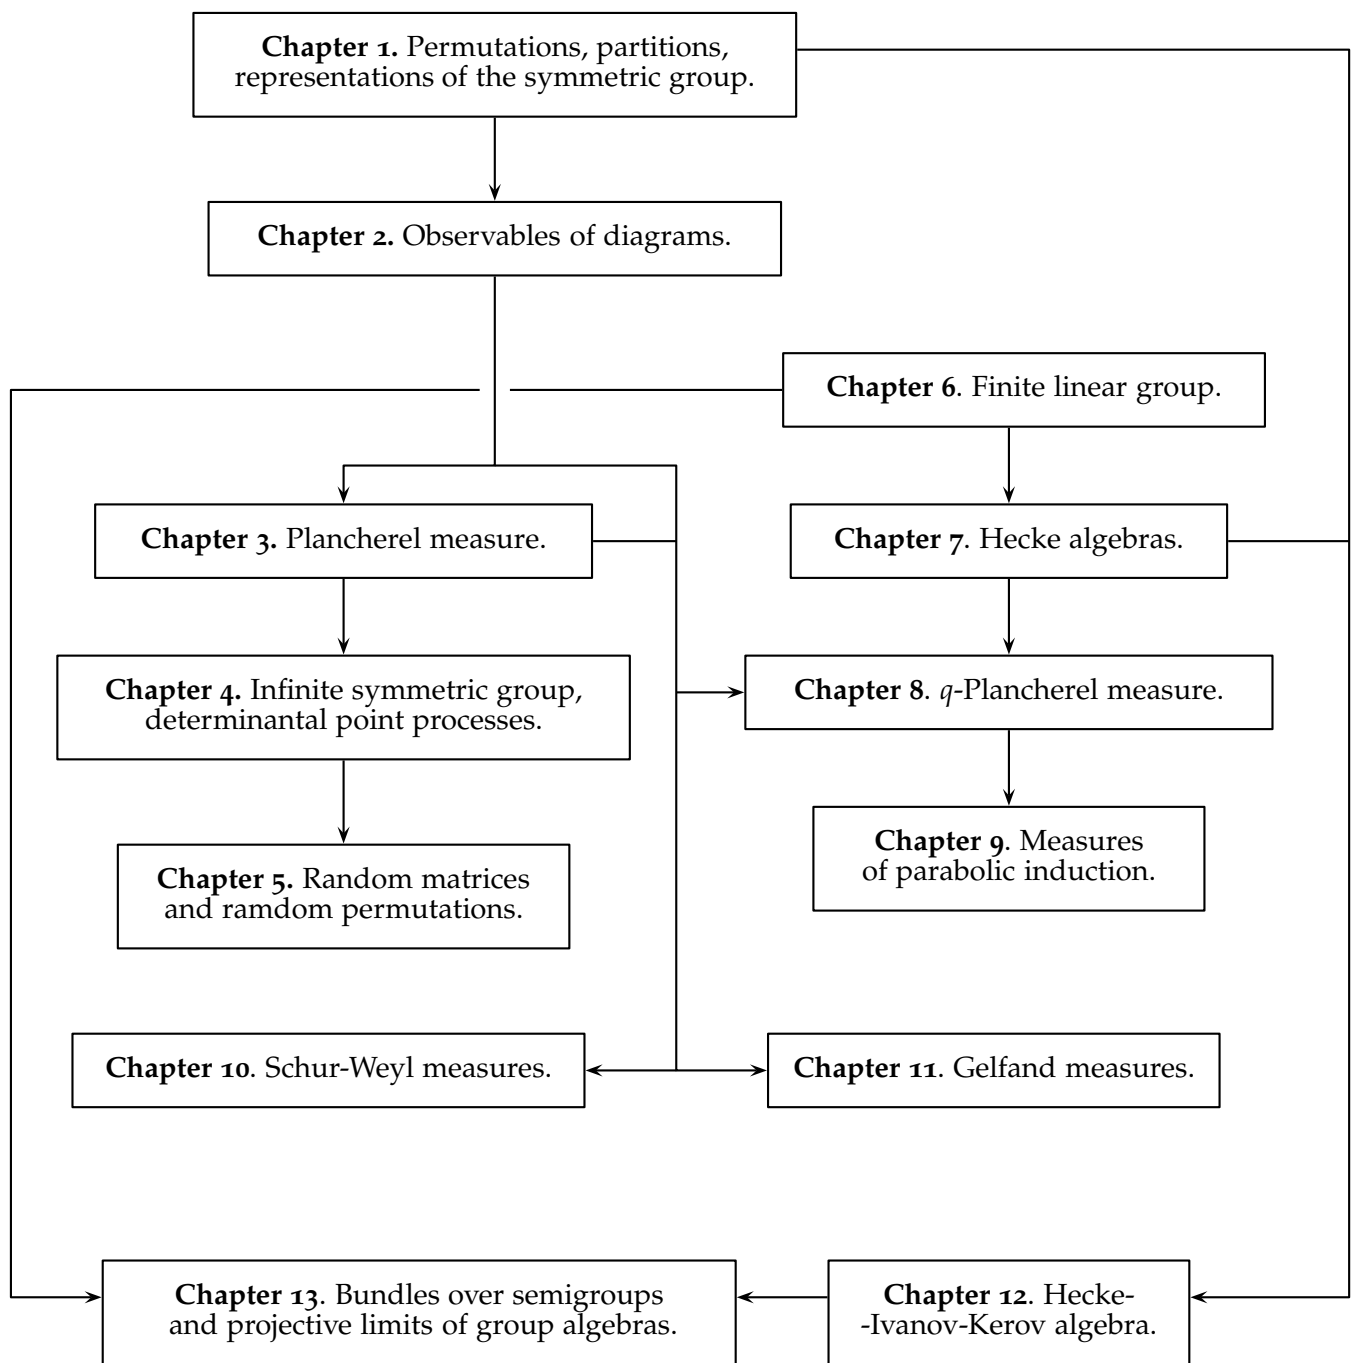 Chapter 1. Permutations, partitions,
representations of the symmetric group.
Chapter 2. Observables of diagrams.
Chapter 6. Finite linear group.
Chapter 3. Plancherel measure.
Chapter 7. Hecke algebras.
Chapter 4. Infinite symmetric group,
determinantal point processes.
Chapter 8. q-Plancherel measure.
Chapter 9. Measures
of parabolic induction.
Chapter 5. Random matrices
and ramdom permutations.
Chapter 10. Schur-Weyl measures.
Chapter 11. Gelfand measures.
Chapter 13. Bundles over semigroups
and projective limits of group algebras.
Chapter 12. Hecke-
-Ivanov-Kerov algebra.